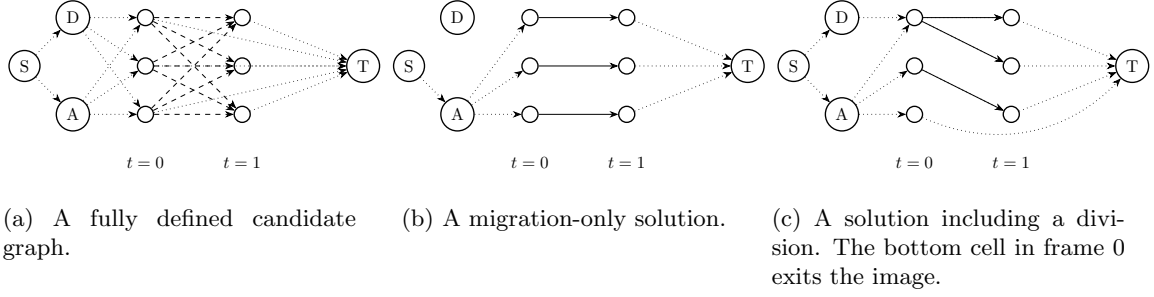 D
S
A
T
t = 0
t = 1
D
S
A
T
t = 0
t = 1
D
S
A
T
t = 0
t = 1
(a) A fully defined candidate
graph.
(b) A migration-only solution.
(c) A solution including a divi-
sion. The bottom cell in frame 0
exits the image.